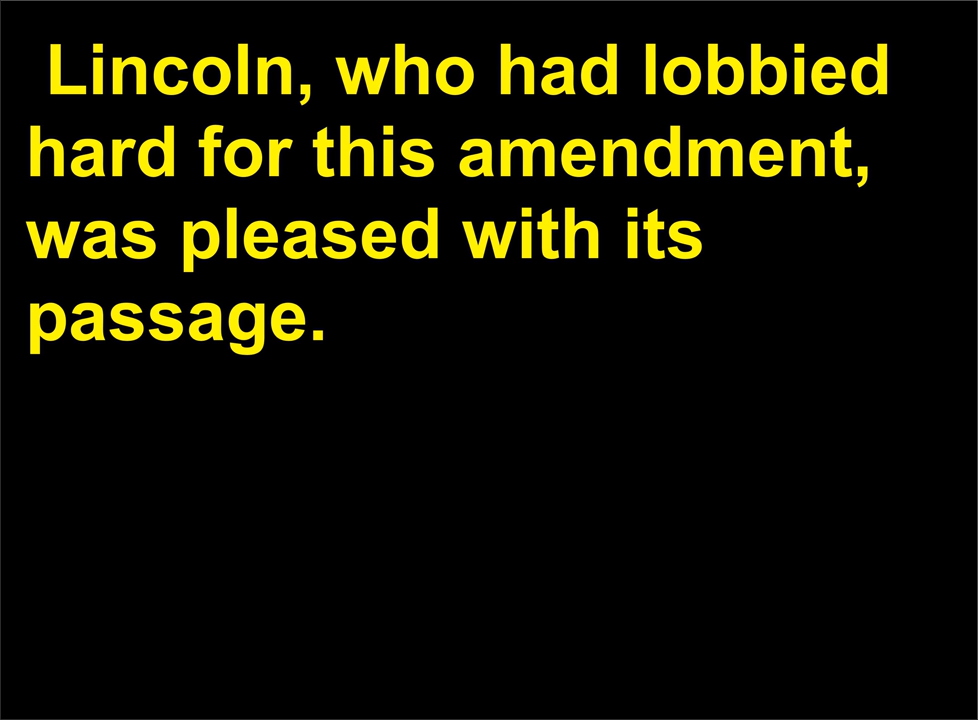 Lincoln, who had lobbied
hard for this amendment,
was pleased with its
passage.